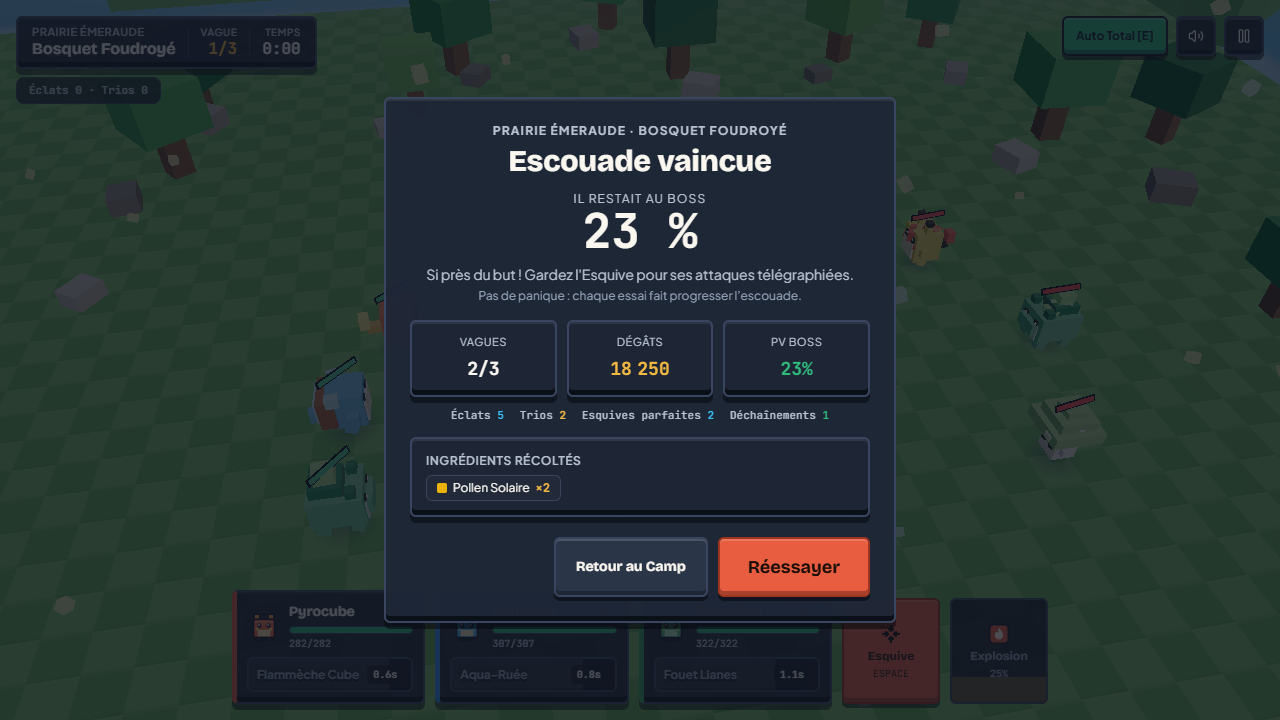 PRAIRIE ÉMERAUDE
Bosquet Foudroyé
VAGUE
1/3
TEMPS
0:00
Éclats 0 · Trios 0
Auto Total [E]
PRAIRIE ÉMERAUDE · BOSQUET FOUDROYÉ
Escouade vaincue
IL RESTAIT AU BOSS
23 %
Si près du but ! Gardez l'Esquive pour ses attaques télégraphiées.
Pas de panique : chaque essai fait progresser l'escouade.
VAGUES
2/3
DÉGÂTS
18 250
PV BOSS
23%
Éclats 5 Trios 2 Esquives parfaites 2 Déchaînements 1
INGRÉDIENTS RÉCOLTÉS
Pollen Solaire ×2
Retour au Camp
Réessayer
Pyrocube
282/282
Flammèche Cube 0.6s
307/307
Aqua-Ruée 0.8s
322/322
Fouet Lianes 1.1s
Esquive
ESPACE
Explosion
25%